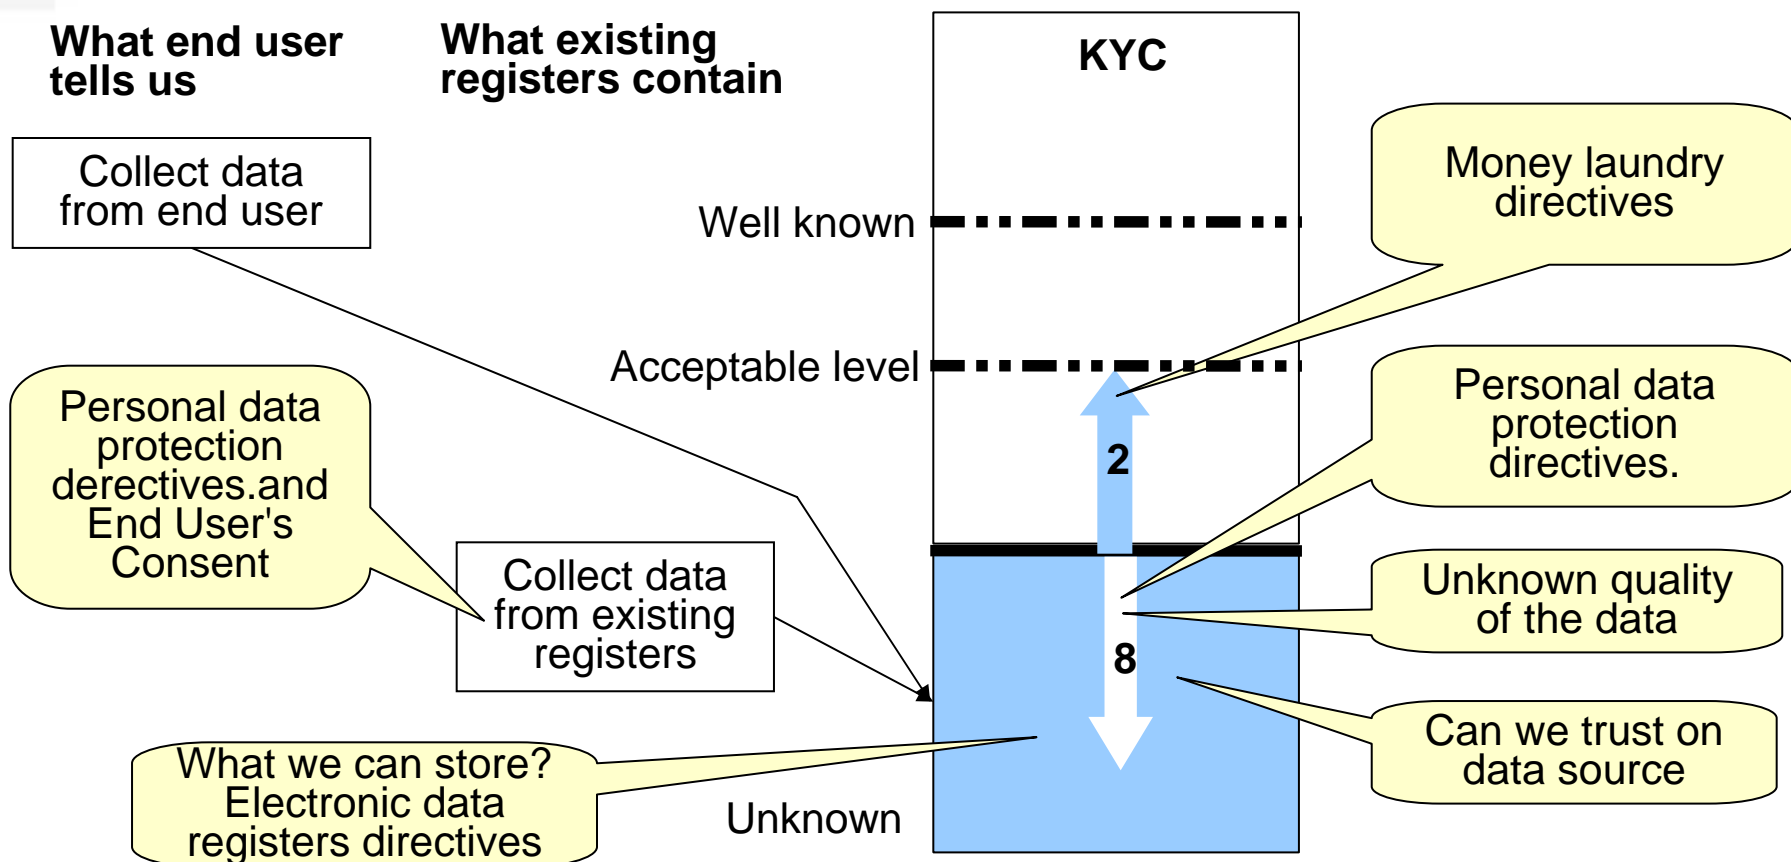 What end user
tells us
What existing
registers contain
KYC
Collect data
from end user
Well known
Money laundry
directives
Acceptable level
Personal data
protection
derectives.and
End User's
Consent
2
Personal data
protection
directives.
Collect data
from existing
registers
Unknown quality
of the data
8
What we can store?
Electronic data
registers directives
Can we trust on
data source
Unknown